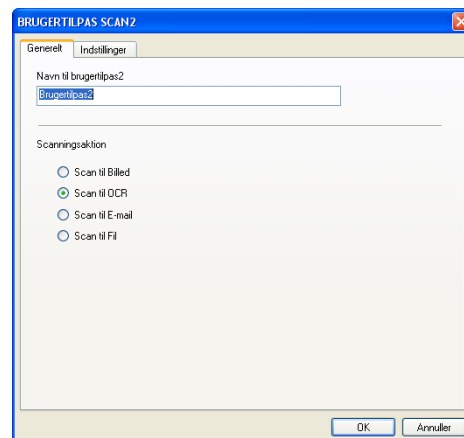 BRUGERTILPAS SCAN2
Generelt Indstillinger
Navn til brugertilpas2
Brugertilpas2
Scanningsaktion
Scan til Billed
Scan til OCR
Scan til E-mail
Scan til Fil
OK Annuller